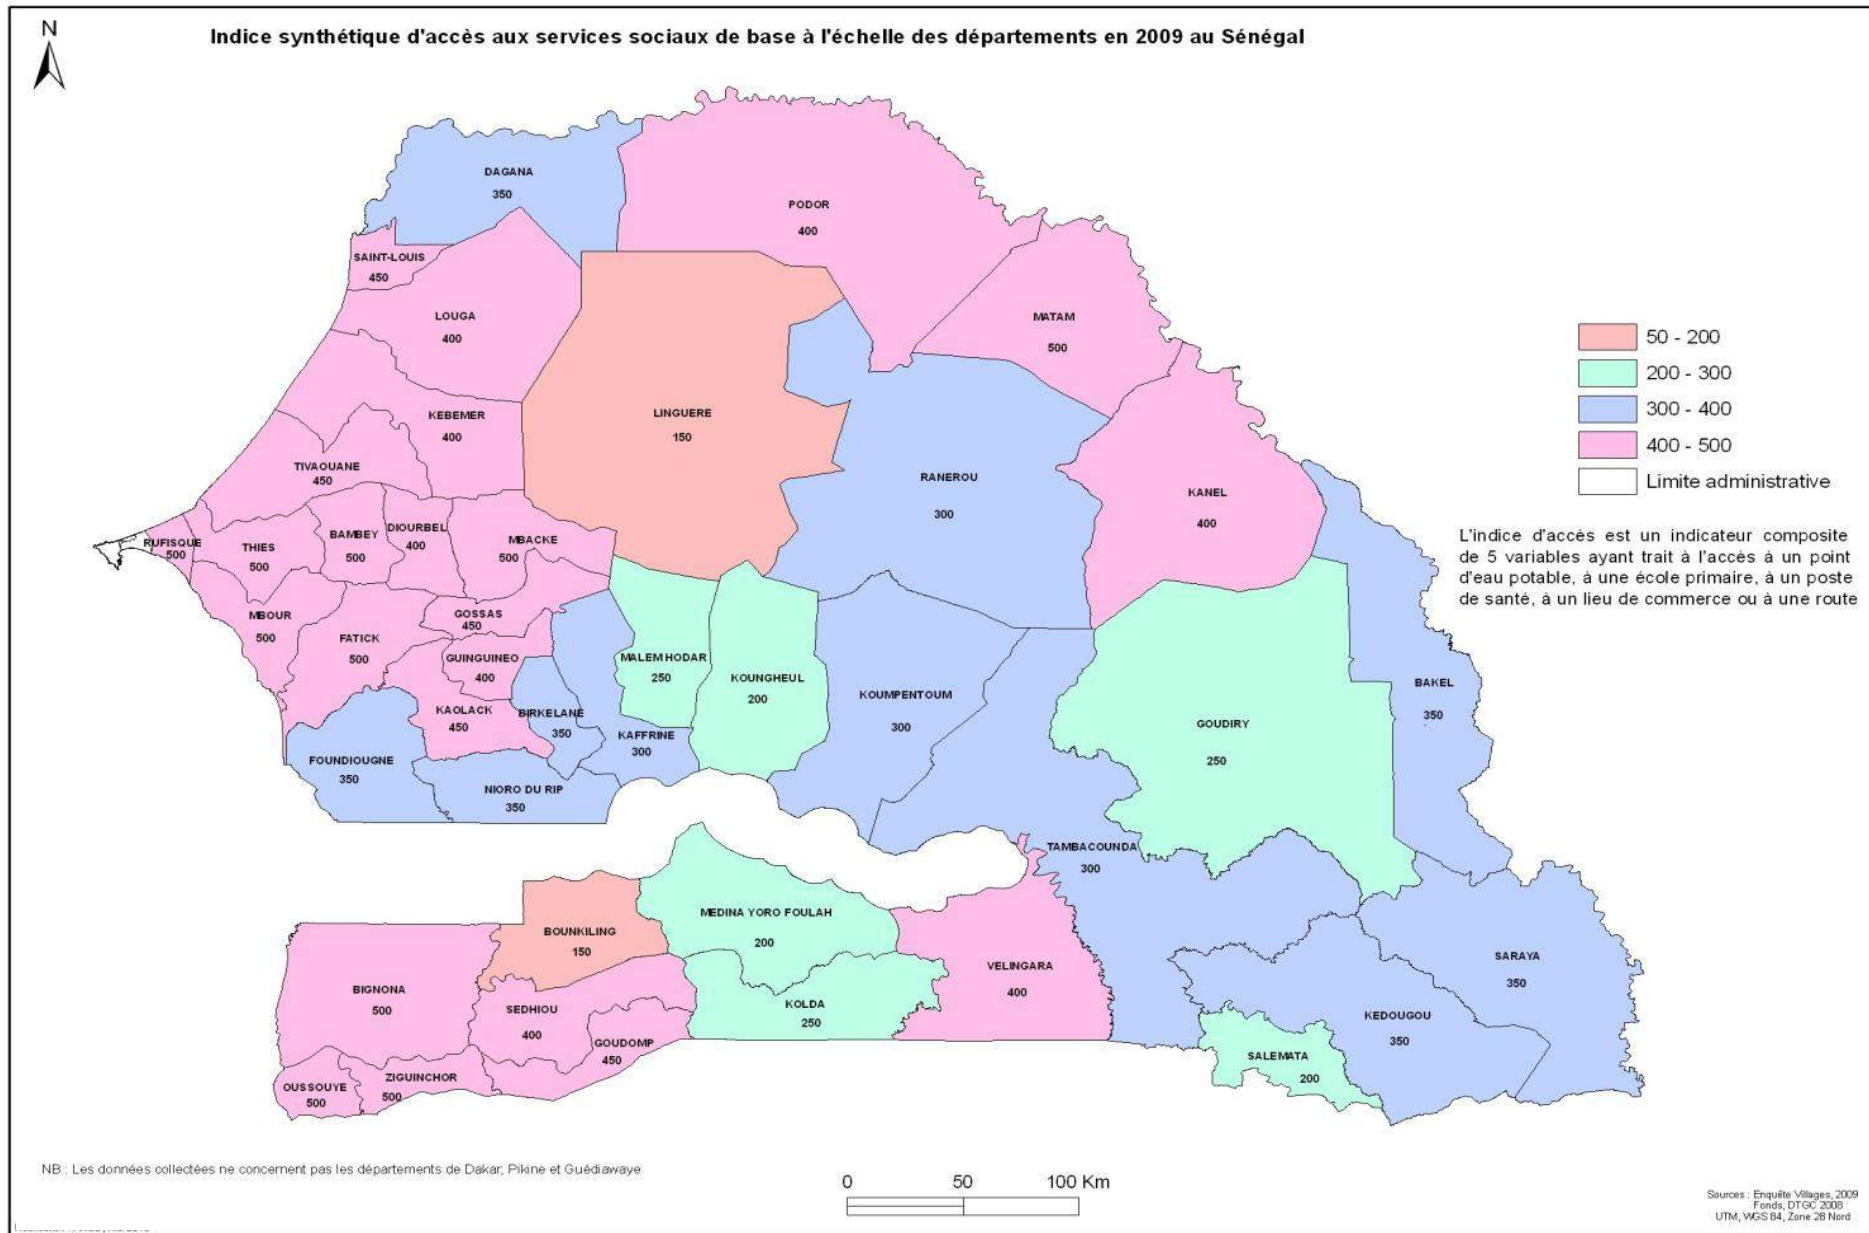 N
Indice synthétique d'accès aux services sociaux de base à l'échelle des départements en 2009 au Sénégal
DAGANA
350
PODOR
400
SAINT-LOUIS
450
LOUGA
400
MATAM
500
50 - 200
200 - 300
300 - 400
400 - 500
Limite administrative
LINGUERE
150
KEBEMER
400
TIVAOUANE
450
RANEROU
300
KANEL
400
L'indice d'accès est un indicateur composite
de 5 variables ayant trait à l'accès à un point
d'eau potable, à une école primaire, à un poste
de santé, à un lieu de commerce ou à une route
RUFISQUE
500
THIES
500
BAMBEY
500
DIOURBEL
400
MBACKE
500
MBOUR
500
FATICK
500
GOSSAS
450
GUINGUINEO
400
MALEM HODAR
250
KOUNGHEUL
200
KOUMPENTOUM
300
GOUDIRY
250
BAKEL
350
KAOLACK
450
BIRKELANE
350
KAFFRINE
300
FOUNDIOUGNE
350
NIORO DU RIP
350
TAMBACOUNDA
300
BOUNKILING
150
MEDINA YORO FOULAH
200
VELINGARA
400
SARAYA
350
BIGNONA
500
SEDHIOU
400
KOLDA
250
KEDOUGOU
350
GOUDOMP
450
SALEMATA
200
OUSSOUYE
500
ZIGUINCHOR
500
NB : Les données collectées ne concernent pas les départements de Dakar, Pikine et Guédiawaye
0 50 100 Km
Sources : Enquête Villages, 2009
Fonds, DTGC 2008
UTM, WGS 84, Zone 28 Nord